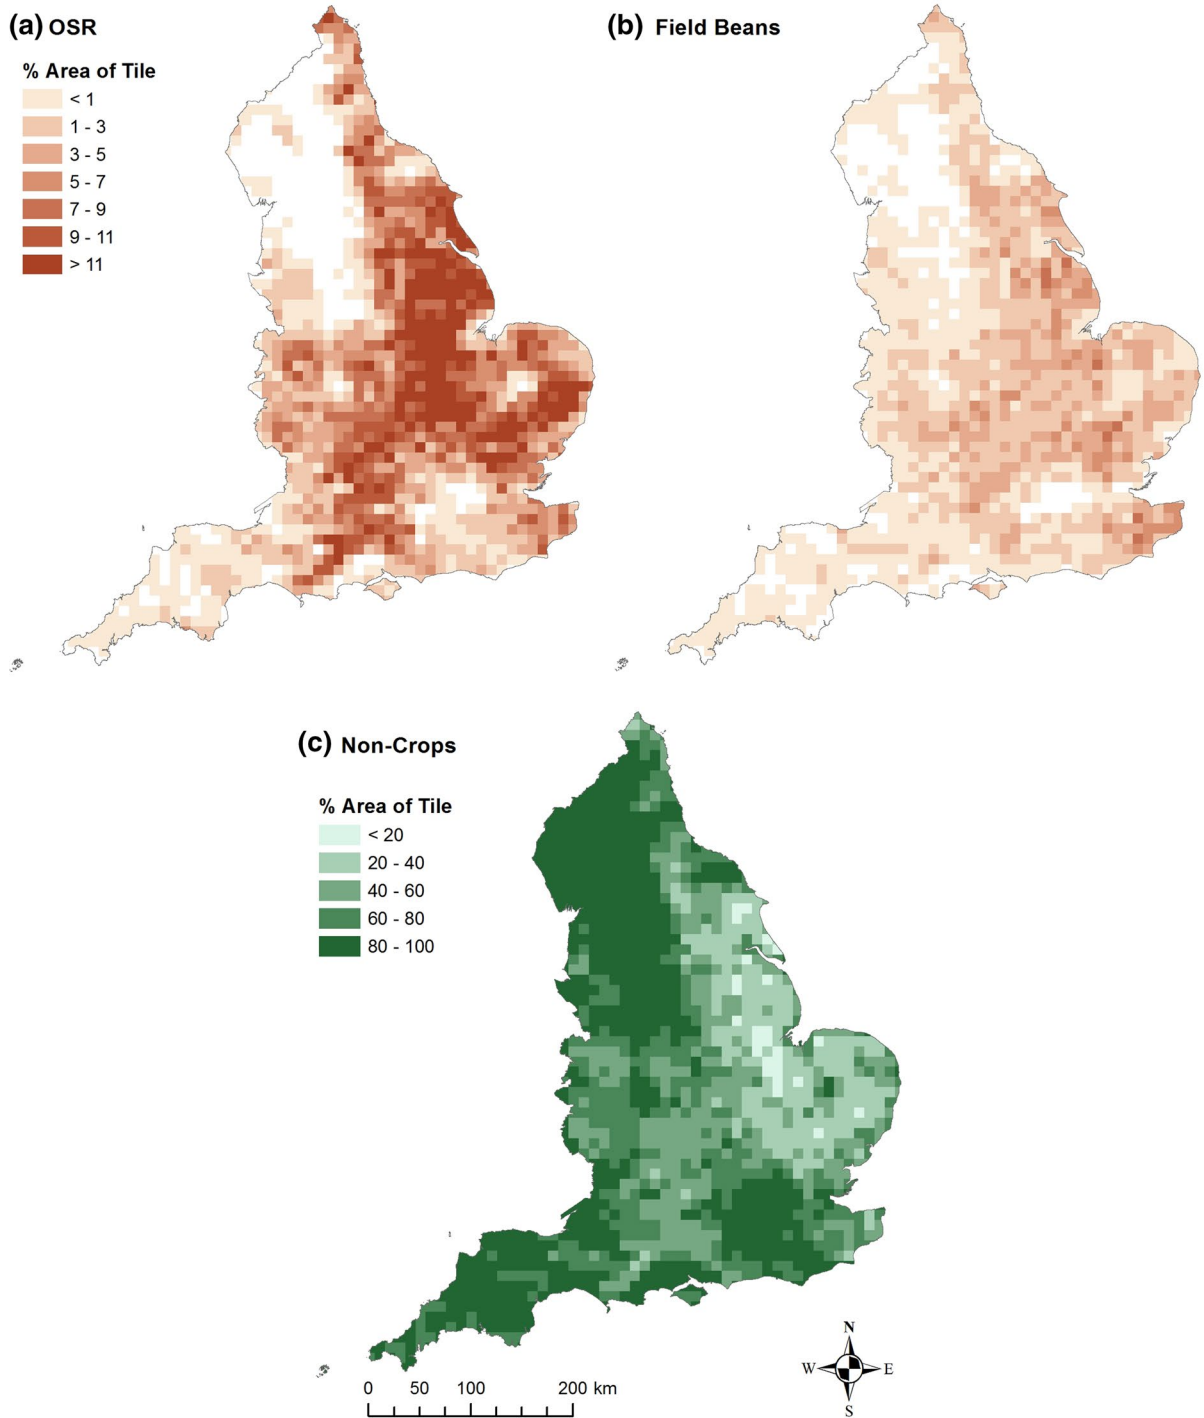 (a) OSR
% Area of Tile
< 1
1 - 3
3 - 5
5 - 7
7 - 9
9 - 11
> 11
(b) Field Beans
(c) Non-Crops
% Area of Tile
< 20
20 - 40
40 - 60
60 - 80
80 - 100
N
W E
S
0 50 100 200 km